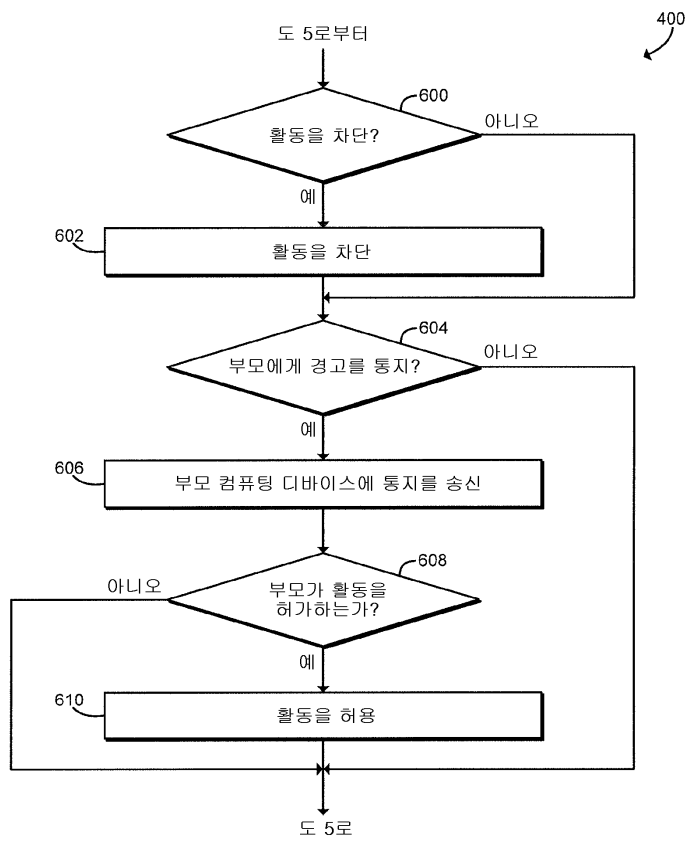 400
도 5로부터
600
활동을 차단?
아니오
예
602
활동을 차단
604
부모에게 경고를 통지?
아니오
예
606
부모 컴퓨팅 디바이스에 통지를 송신
608
부모가 활동을
허가하는가?
아니오
예
610
활동을 허용
도 5로